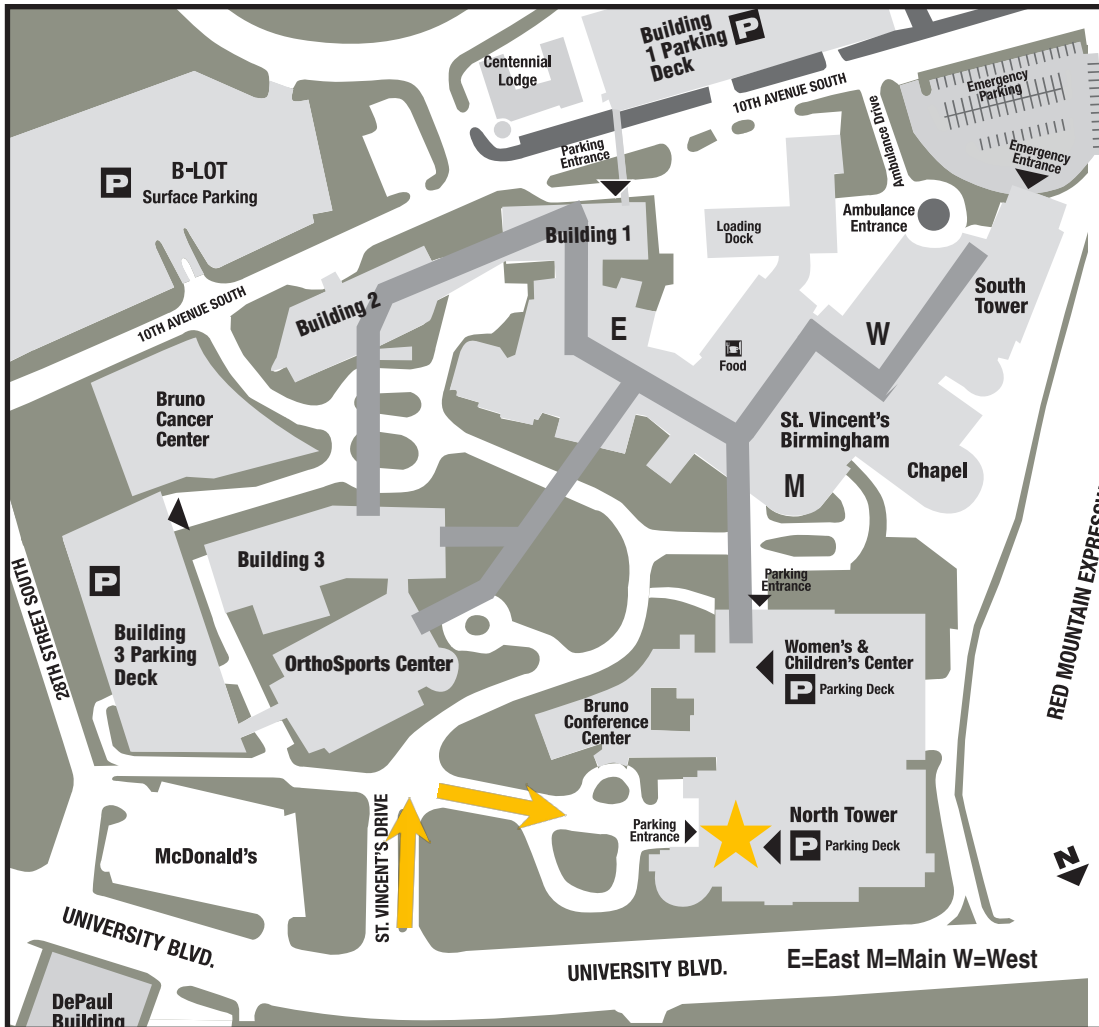 Building
1 Parking
Deck
P
Centennial
Lodge
10TH AVENUE SOUTH
Emergency
Parking
Parking
Entrance
Ambulance Drive
Emergency
Entrance
P
B-LOT
Surface Parking
Building 1
Loading
Dock
Ambulance
Entrance
Building 2
10TH AVENUE SOUTH
E
Food
W
South
Tower
Bruno
Cancer
Center
St. Vincent's
Birmingham
M
Chapel
28TH STREET SOUTH
P
Building
3 Parking
Deck
Building 3
OrthoSports Center
Parking
Entrance
Women's &
Children's Center
P Parking Deck
RED MOUNTAIN EXPRESSW
Bruno
Conference
Center
ST. VINCENT'S DRIVE
Parking
Entrance
North Tower
P Parking Deck
McDonald's
N
UNIVERSITY BLVD.
UNIVERSITY BLVD.
E=East M=Main W=West
DePaul
Building